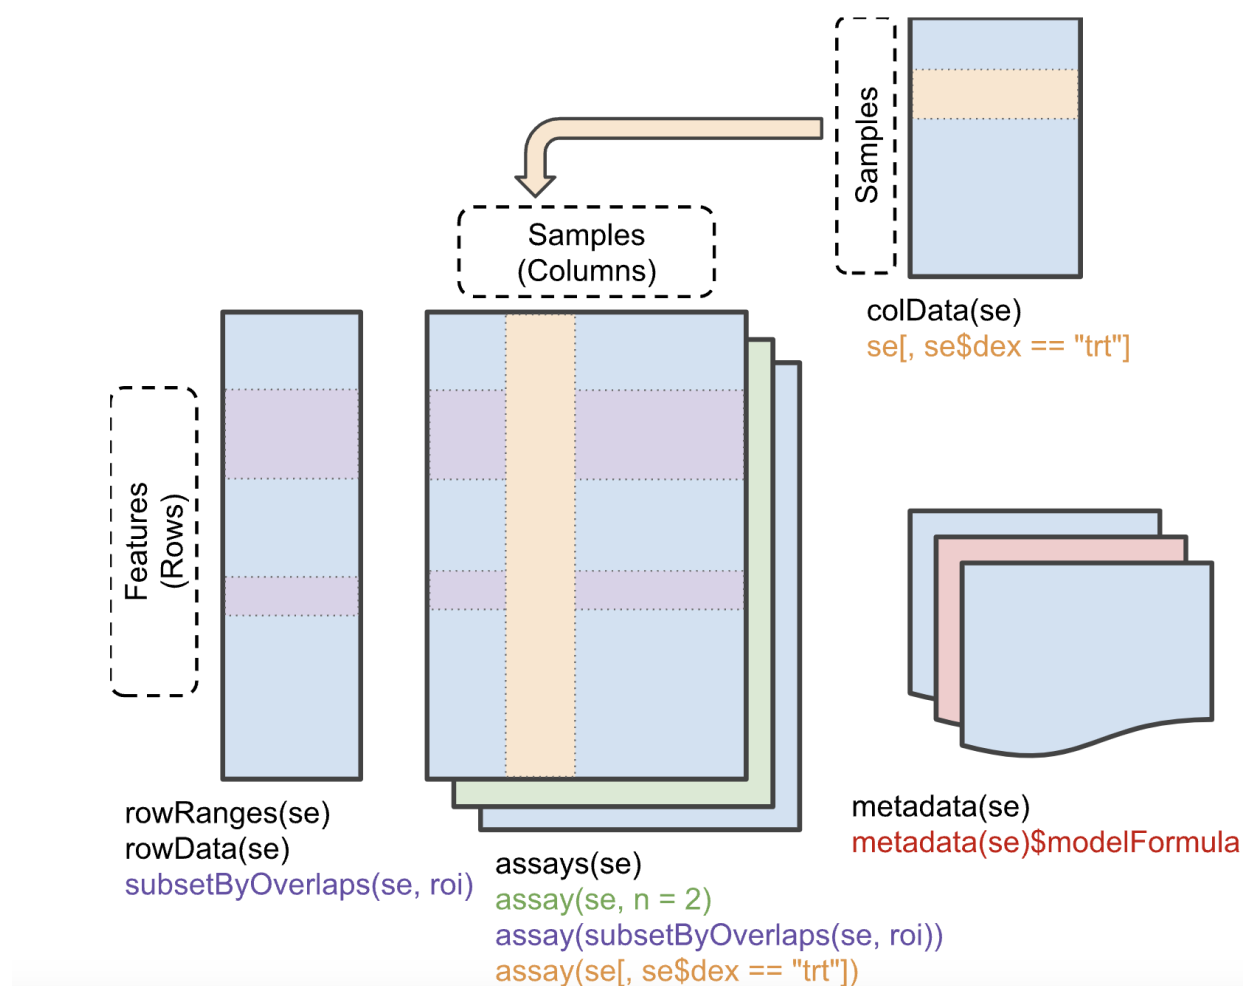 Samples
Samples
(Columns)
colData(se)
se[, se$dex == "trt"]
Features
(Rows)
rowRanges(se)
rowData(se)
subsetByOverlaps(se, roi)
assays(se)
assay(se, n = 2)
assay(subsetByOverlaps(se, roi))
assay(se[, se$dex == "trt"])
metadata(se)
metadata(se)$modelFormula